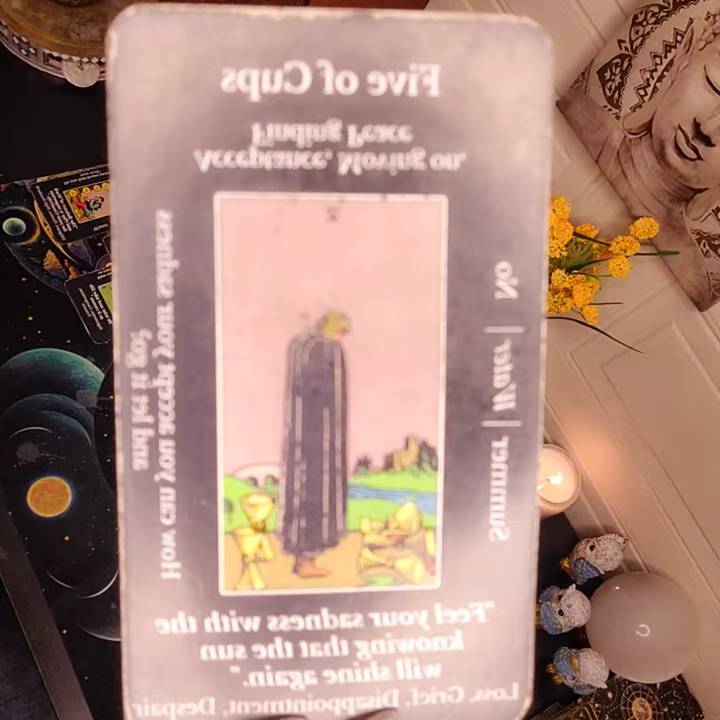 Five of Cups
Acceptance, Moving on,
Finding Peace
How can you accept your sadness
and let it go?
Summer | Water | No
"Feel your sadness with the
knowing that the sun
will shine again."
Loss, Grief, Disappointment, Despair